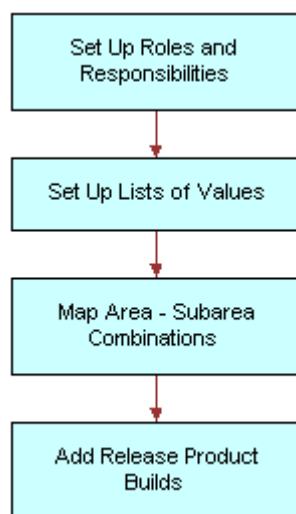 Set Up Roles and
Responsibilities
Set Up Lists of Values
Map Area - Subarea
Combinations
Add Release Product
Builds